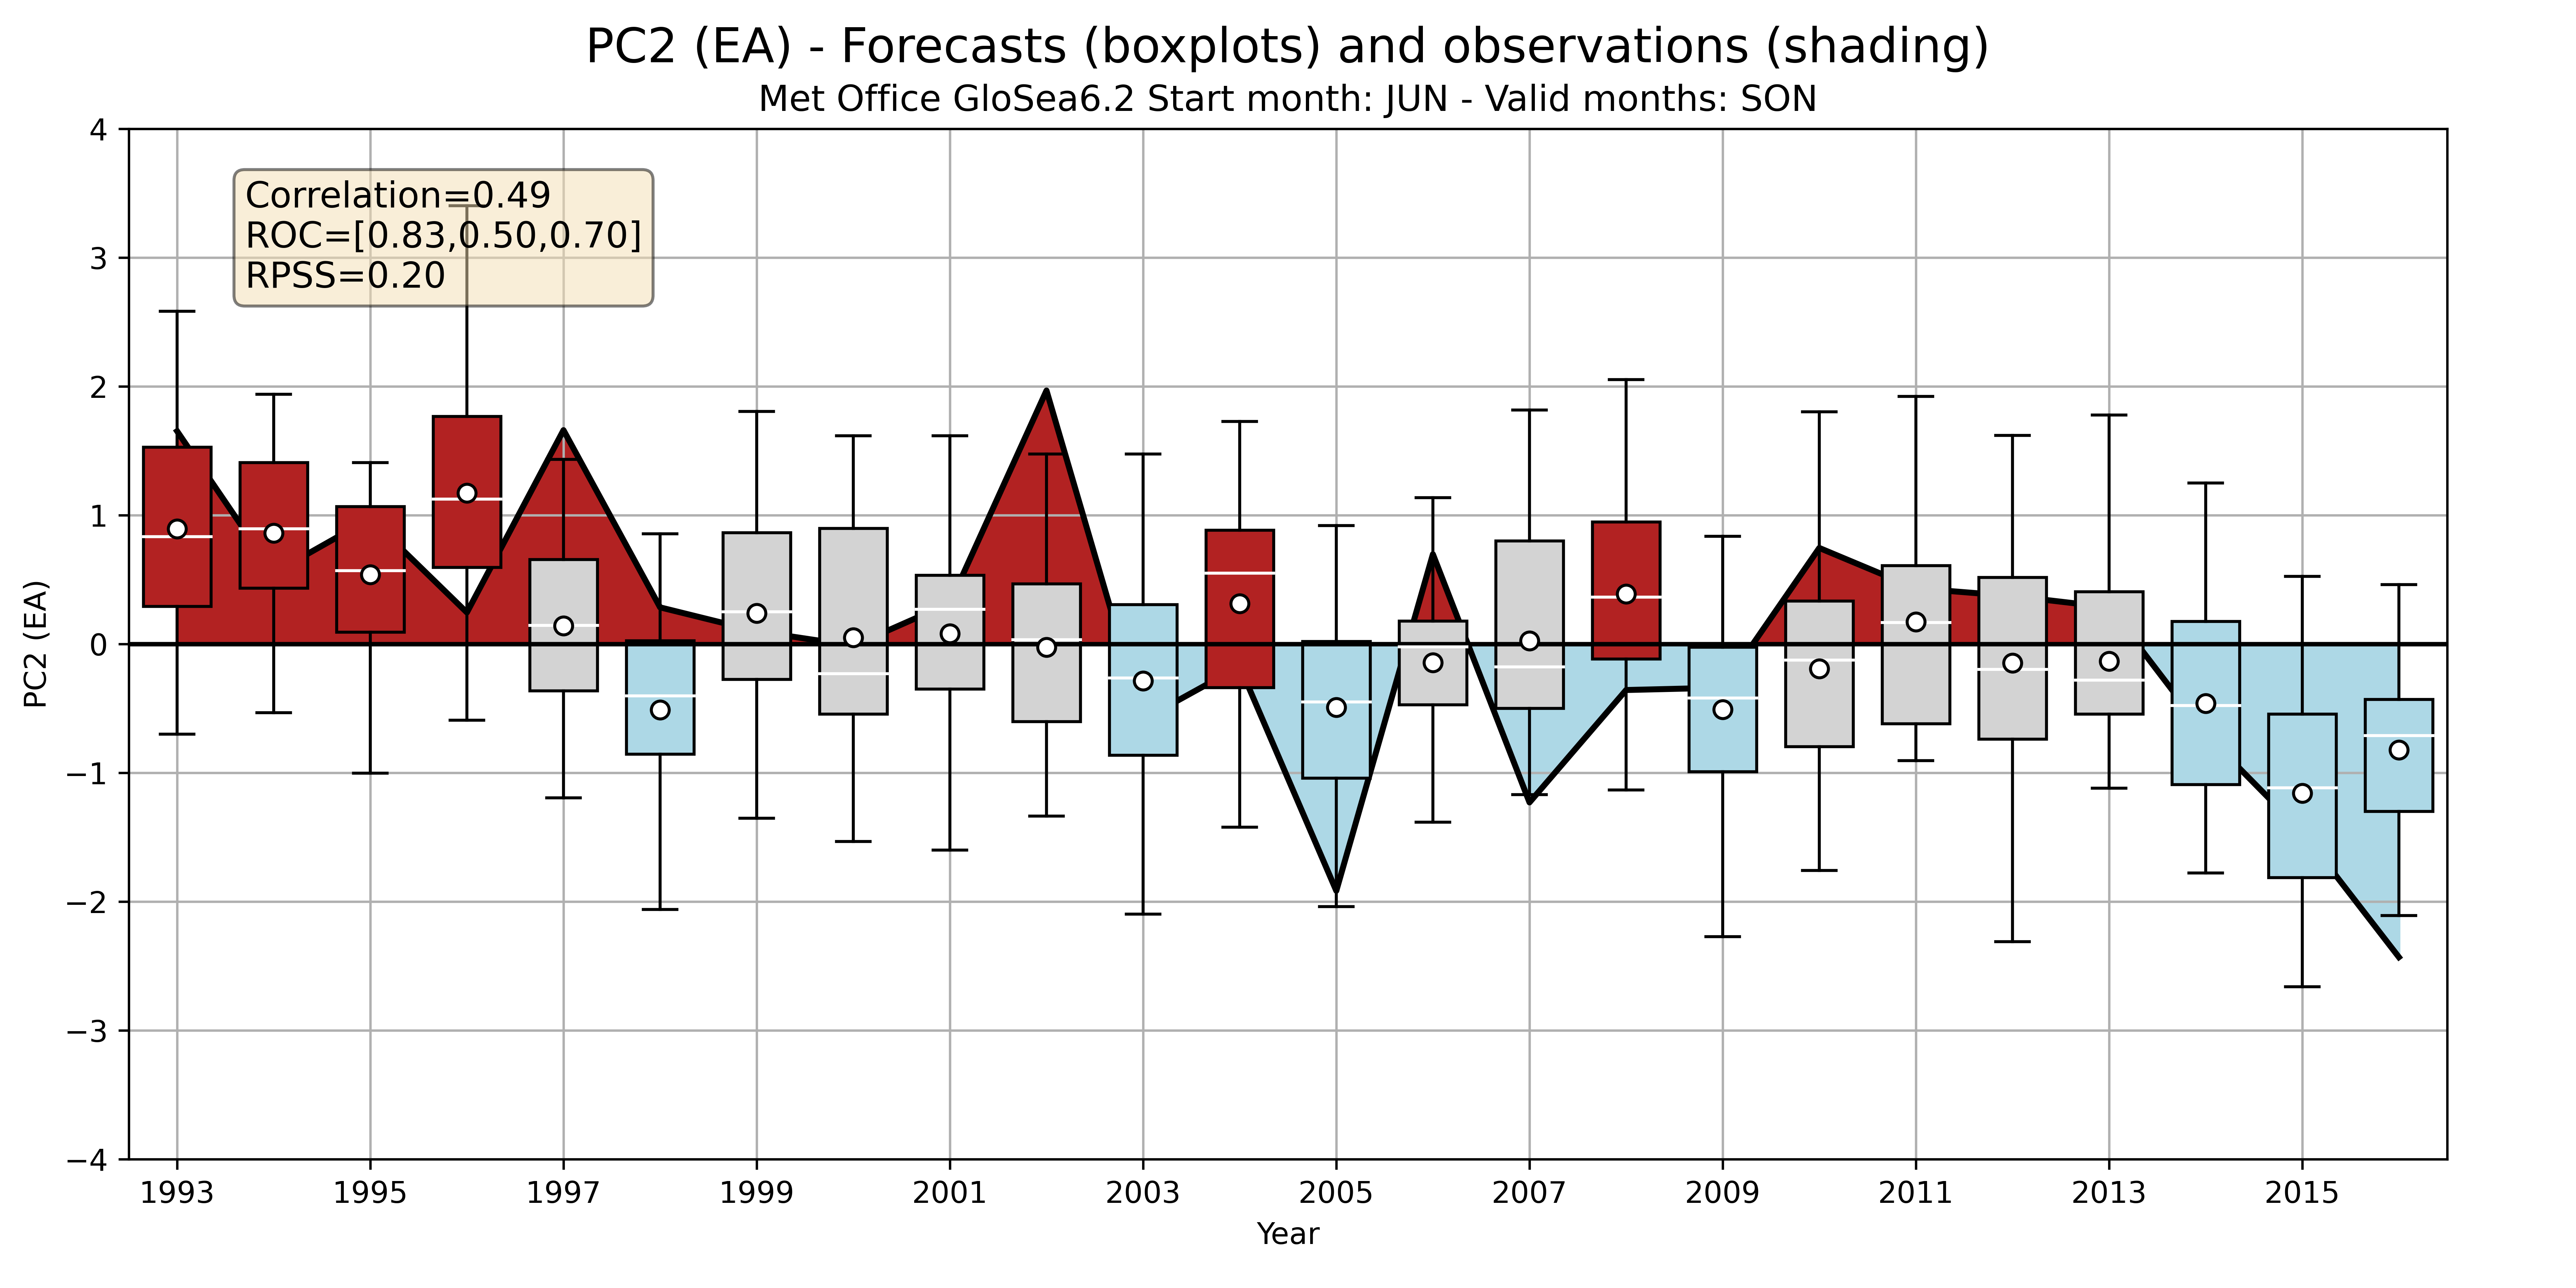 PC2 (EA) - Forecasts (boxplots) and observations (shading)
Met Office GloSea6.2 Start month: JUN - Valid months: SON
Correlation=0.49
ROC=[0.83,0.50,0.70]
RPSS=0.20
PC2 (EA)
4
3
2
1
0
−1
−2
−3
−4
1993 1995 1997 1999 2001 2003 2005 2007 2009 2011 2013 2015
Year